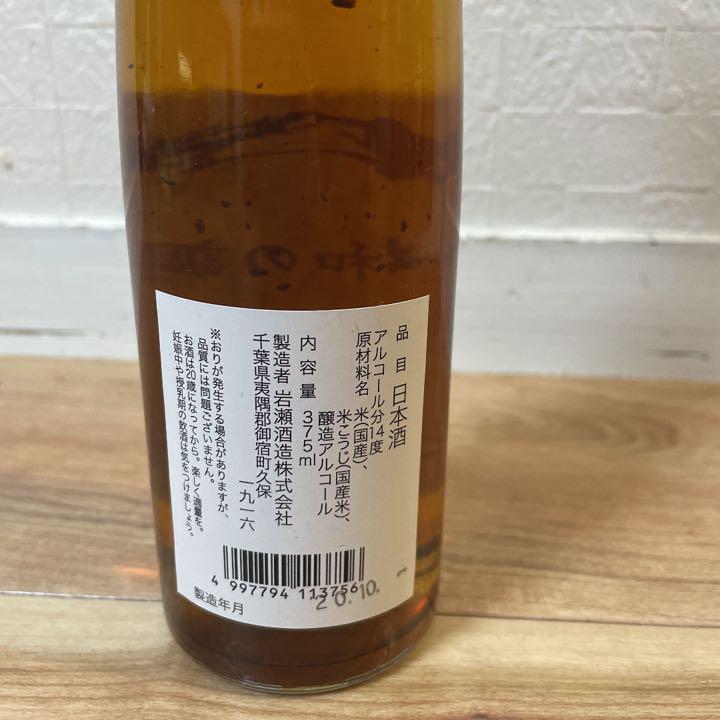 品目 日本酒
アルコール分14度
原材料名 米(国産)、
米こうじ(国産米)、
醸造アルコール
内容量 375ml
製造者 岩瀬酒造株式会社
千葉県夷隅郡御宿町久保
一九一六
※おりが発生する場合がありますが、
品質には問題ございません。
お酒は20歳になってから。楽しく適量を。
妊娠中や授乳期の飲酒は気をつけましょう。
4 997794 113756
製造年月 20.10.